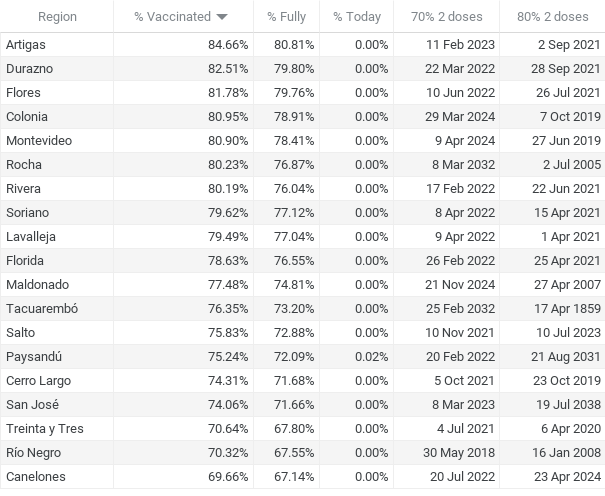 Region % Vaccinated % Fully % Today 70% 2 doses 80% 2 doses
Artigas 84.66% 80.81% 0.00% 11 Feb 2023 2 Sep 2021
Durazno 82.51% 79.80% 0.00% 22 Mar 2022 28 Sep 2021
Flores 81.78% 79.76% 0.00% 10 Jun 2022 26 Jul 2021
Colonia 80.95% 78.91% 0.00% 29 Mar 2024 7 Oct 2019
Montevideo 80.90% 78.41% 0.00% 9 Apr 2024 27 Jun 2019
Rocha 80.23% 76.87% 0.00% 8 Mar 2032 2 Jul 2005
Rivera 80.19% 76.04% 0.00% 17 Feb 2022 22 Jun 2021
Soriano 79.62% 77.12% 0.00% 8 Apr 2022 15 Apr 2021
Lavalleja 79.49% 77.04% 0.00% 9 Apr 2022 1 Apr 2021
Florida 78.63% 76.55% 0.00% 26 Feb 2022 25 Apr 2021
Maldonado 77.48% 74.81% 0.00% 21 Nov 2024 27 Apr 2007
Tacuarembó 76.35% 73.20% 0.00% 25 Feb 2032 17 Apr 1859
Salto 75.83% 72.88% 0.00% 10 Nov 2021 10 Jul 2023
Paysandú 75.24% 72.09% 0.02% 20 Feb 2022 21 Aug 2031
Cerro Largo 74.31% 71.68% 0.00% 5 Oct 2021 23 Oct 2019
San José 74.06% 71.66% 0.00% 8 Mar 2023 19 Jul 2038
Treinta y Tres 70.64% 67.80% 0.00% 4 Jul 2021 6 Apr 2020
Río Negro 70.32% 67.55% 0.00% 30 May 2018 16 Jan 2008
Canelones 69.66% 67.14% 0.00% 20 Jul 2022 23 Apr 2024